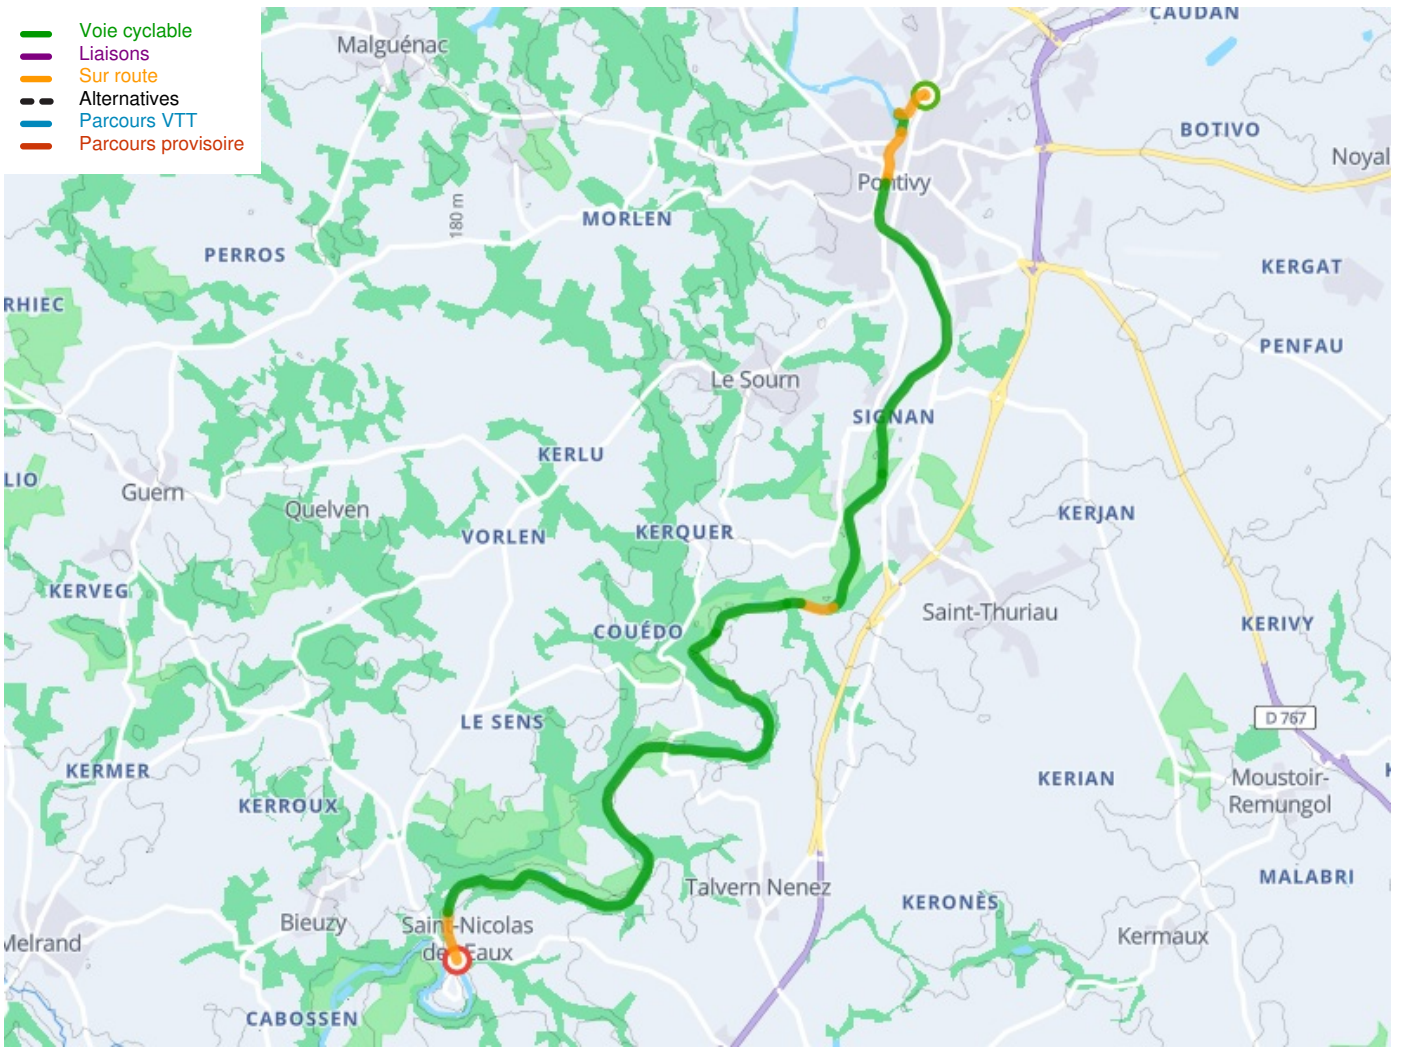 Voie cyclable
Liaisons
Sur route
Alternatives
Parcours VTT
Parcours provisoire
CAUDAN
Malguénac
BOTIVO
Noyal
Pontivy
180 m
MORLEN
PERROS
KERGAT
RHIEC
PENFAU
Le Sourn
SIGNAN
KERLU
LIO
Guern
Quelven
KERJAN
VORLEN
KERQUER
KERVEG
Saint-Thuriau
COUÉDO
KERIVY
LE SENS
D 767
KERMER
KERIAN
Moustoir-
Remungol
KERROUX
Talvern Nenez
MALABRI
KERONÈS
Bieuzy
Saint-Nicolas
des Eaux
Melrand
Kermaux
CABOSSEN